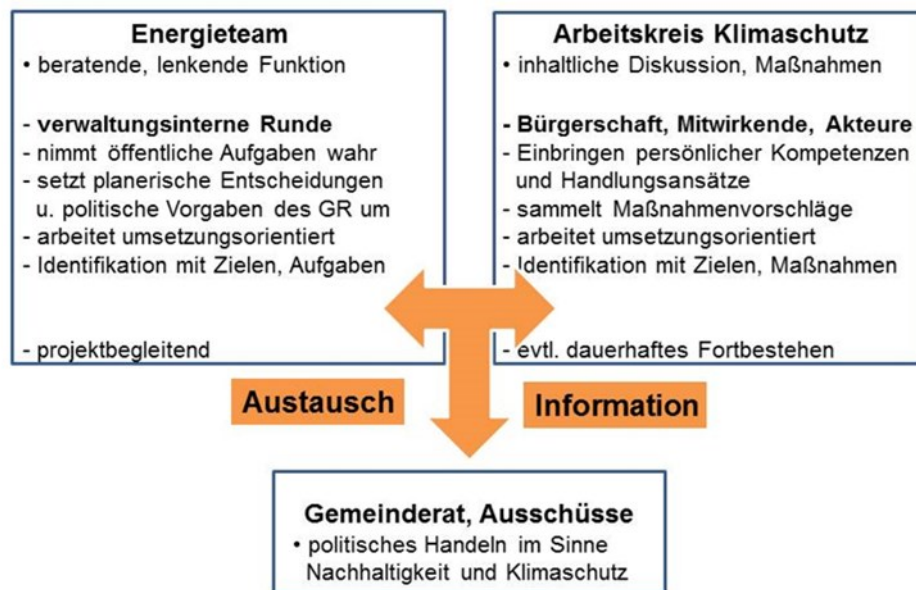 Energieteam
• beratende, lenkende Funktion
- verwaltungsinterne Runde
- nimmt öffentliche Aufgaben wahr
- setzt planerische Entscheidungen
u. politische Vorgaben des GR um
- arbeitet umsetzungsorientiert
- Identifikation mit Zielen, Aufgaben
- projektbegleitend
Arbeitskreis Klimaschutz
• inhaltliche Diskussion, Maßnahmen
- Bürgerschaft, Mitwirkende, Akteure
- Einbringen persönlicher Kompetenzen
und Handlungsansätze
- sammelt Maßnahmenvorschläge
- arbeitet umsetzungsorientiert
- Identifikation mit Zielen, Maßnahmen
- evtl. dauerhaftes Fortbestehen
Austausch
Information
Gemeinderat, Ausschüsse
• politisches Handeln im Sinne
Nachhaltigkeit und Klimaschutz